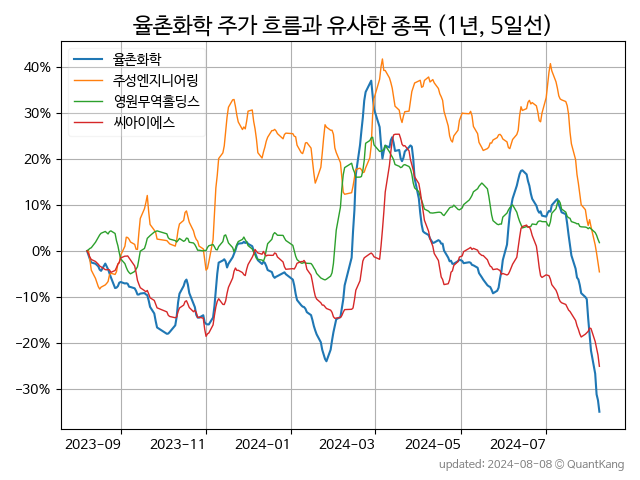 율촌화학 주가 흐름과 유사한 종목 (1년, 5일선)
율촌화학
주성엔지니어링
영원무역홀딩스
씨아이에스
40%
30%
20%
10%
0%
−10%
−20%
−30%
2023-09 2023-11 2024-01 2024-03 2024-05 2024-07
updated: 2024-08-08 © QuantKang